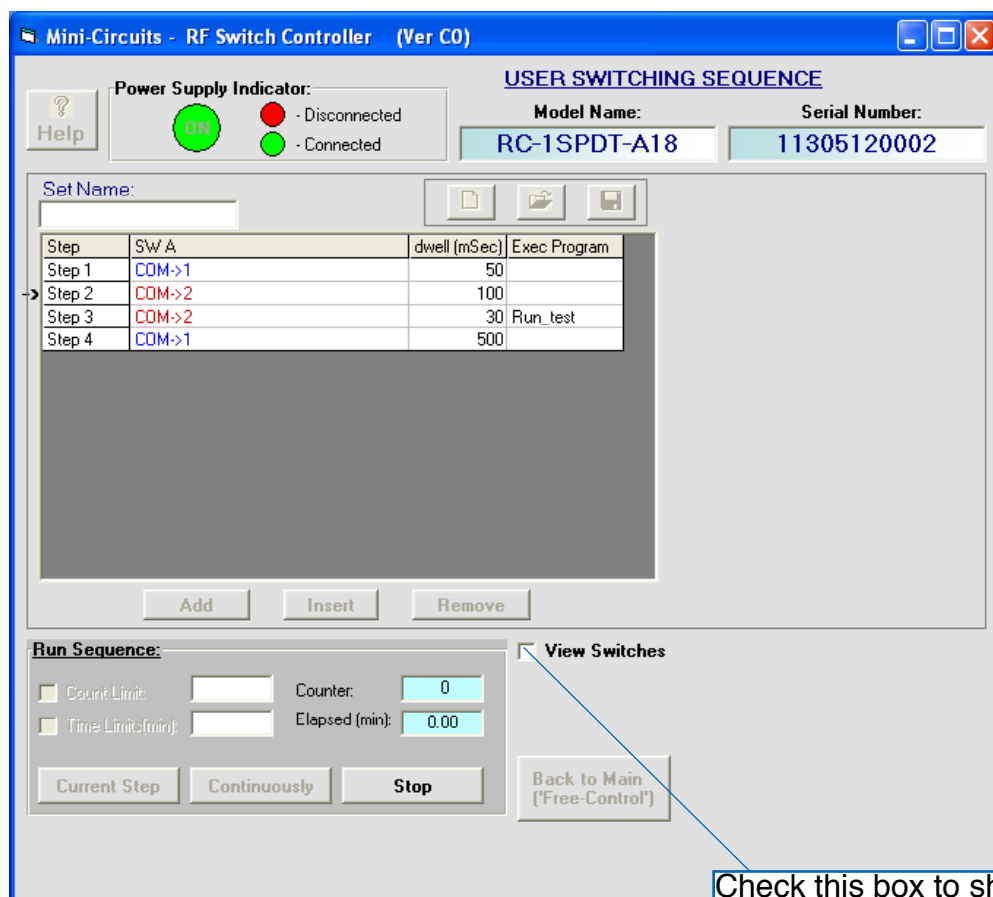 Mini-Circuits - RF Switch Controller (Ver C0)
USER SWITCHING SEQUENCE
? Help
Power Supply Indicator:
ON
- Disconnected
- Connected
Model Name:
RC-1SPDT-A18
Serial Number:
11305120002
Set Name:
Step SW A dwell (mSec) Exec Program
Step 1 COM->1 50
-> Step 2 COM->2 100
Step 3 COM->2 30 Run_test
Step 4 COM->1 500
Add Insert Remove
Run Sequence:
View Switches
Count Limit: Counter: 0
Time Limits(min): Elapsed (min): 0.00
Current Step Continuously Stop
Back to Main
('Free-Control')
Check this box to sh